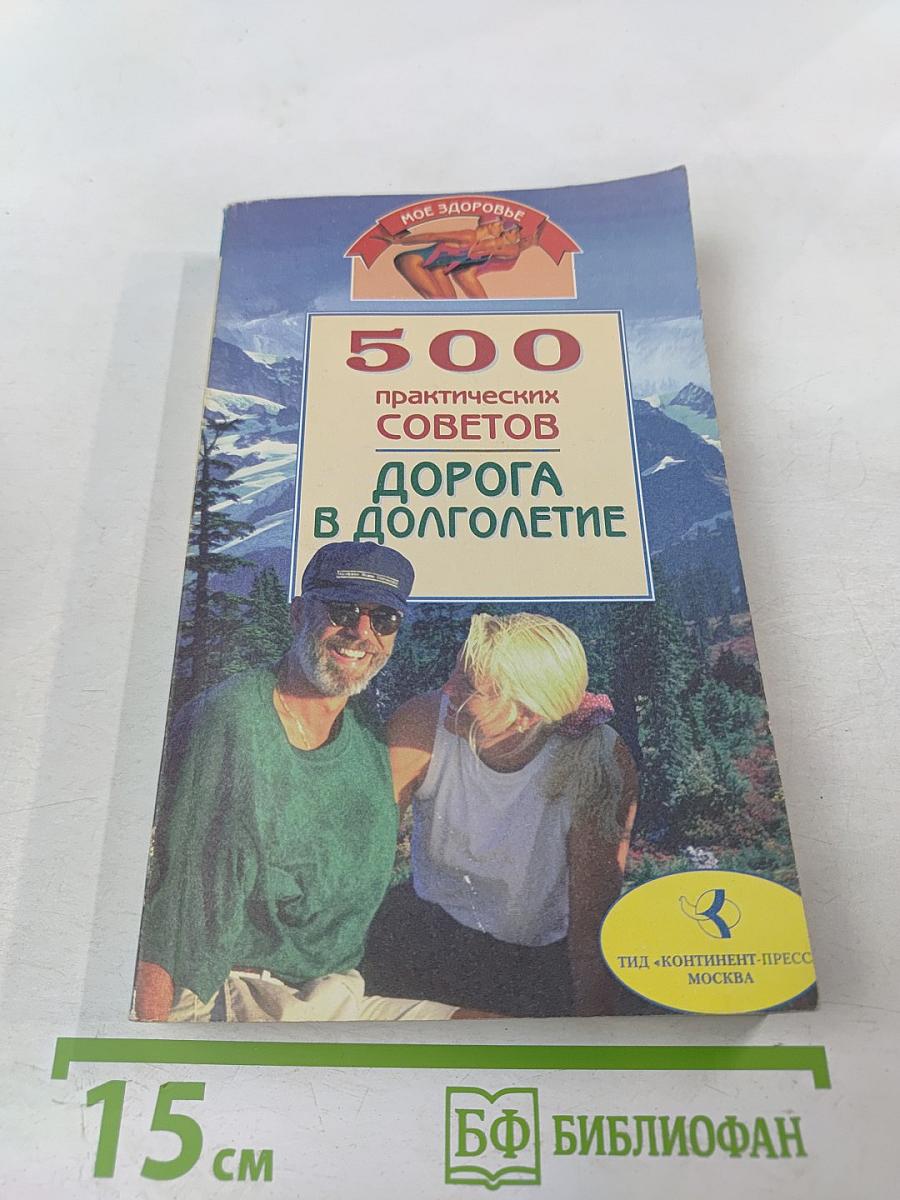 МОЕ ЗДОРОВЬЕ
500
практических
СОВЕТОВ
ДОРОГА
В ДОЛГОЛЕТИЕ
ТИД «КОНТИНЕНТ-ПРЕСС
МОСКВА
15 см
БФ БИБЛИОФАН